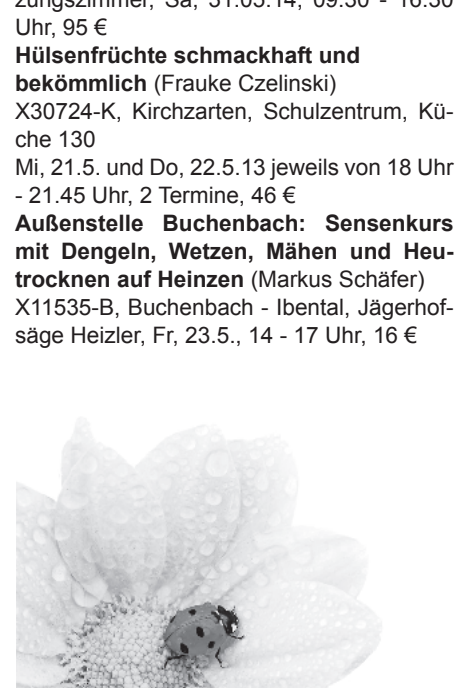 zungszimmer, Sa, 31.05.14, 09.30 - 16.30
Uhr, 95 €
Hülsenfrüchte schmackhaft und
bekömmlich (Frauke Czelinski)
X30724-K, Kirchzarten, Schulzentrum, Kü-
che 130
Mi, 21.5. und Do, 22.5.13 jeweils von 18 Uhr
- 21.45 Uhr, 2 Termine, 46 €
Außenstelle Buchenbach: Sensenkurs
mit Dengeln, Wetzen, Mähen und Heu-
trocknen auf Heinzen (Markus Schäfer)
X11535-B, Buchenbach - Ibental, Jägerhof-
säge Heizler, Fr, 23.5., 14 - 17 Uhr, 16 €